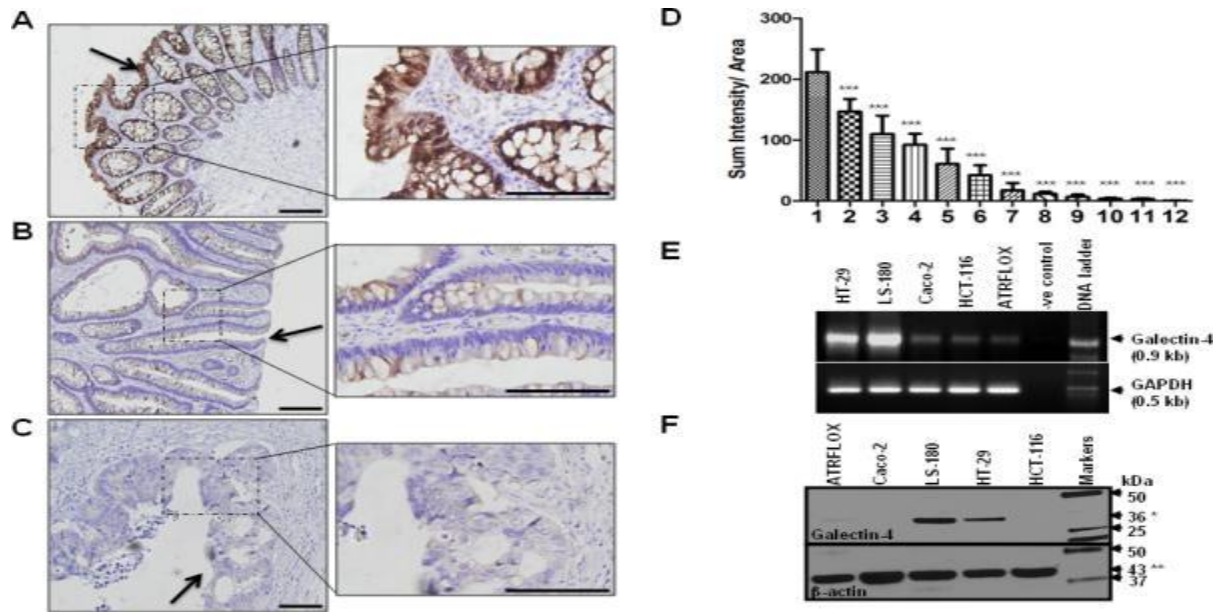 A
B
C
D
Sum Intensity/ Area
300
200
100
0
*** *** *** *** *** *** *** *** *** *** ***
1 2 3 4 5 6 7 8 9 10 11 12
E
HT-29 LS-180 Caco-2 HCT-116 ATRFLOX -ve control DNA ladder
Galectin-4
(0.9 kb)
GAPDH
(0.5 kb)
F
ATRFLOX Caco-2 LS-180 HT-29 HCT-116 Markers
kDa
50
36 *
25
Galectin-4
50
43 **
37
β-actin